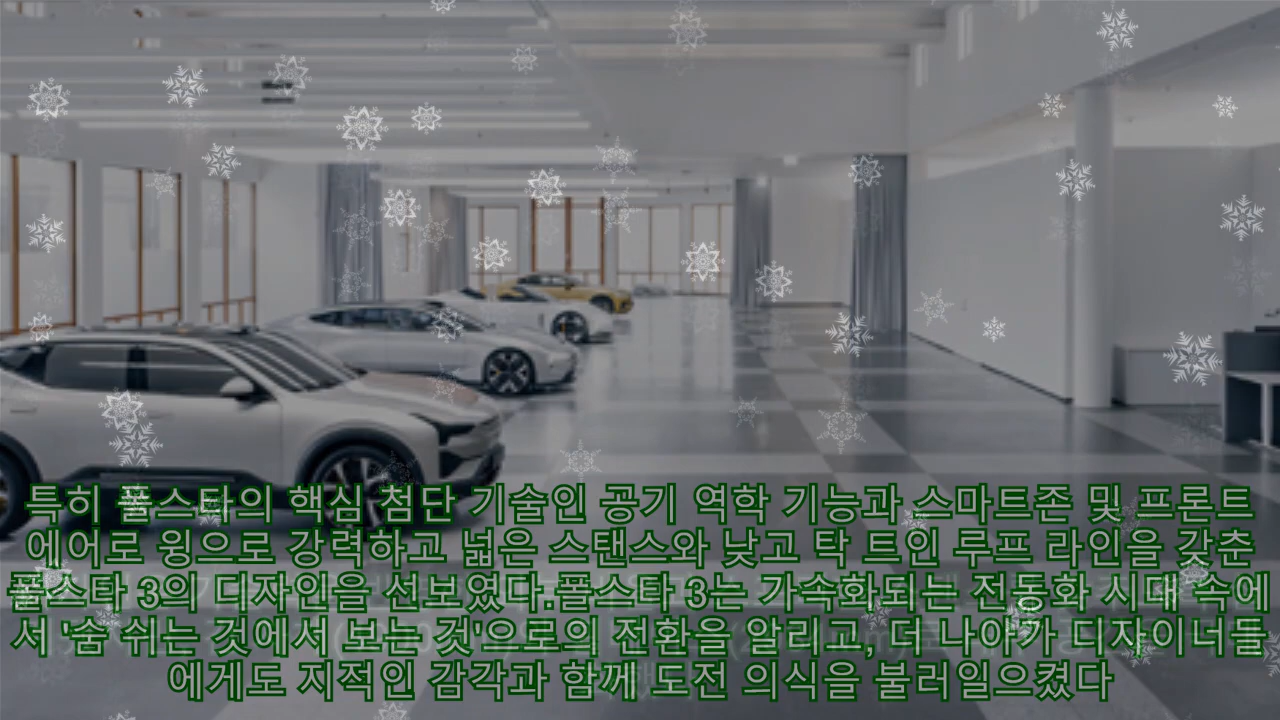 특히 폴스타의 핵심 첨단 기술인 공기 역학 기능과 스마트존 및 프론트
에어로 윙으로 강력하고 넓은 스탠스와 낮고 탁 트인 루프 라인을 갖춘
폴스타 3의 디자인을 선보였다.폴스타 3는 가속화되는 전동화 시대 속에
서 '숨 쉬는 것에서 보는 것'으로의 전환을 알리고, 더 나아가 디자이너들
에게도 지적인 감각과 함께 도전 의식을 불러일으켰다